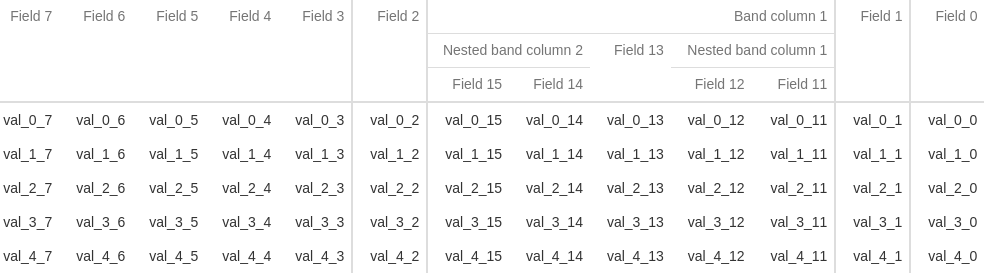 Field 7 Field 6 Field 5 Field 4 Field 3 Field 2 Band column 1 Field 1 Field 0
Nested band column 2 Field 13 Nested band column 1
Field 15 Field 14 Field 12 Field 11
val_0_7 val_0_6 val_0_5 val_0_4 val_0_3 val_0_2 val_0_15 val_0_14 val_0_13 val_0_12 val_0_11 val_0_1 val_0_0
val_1_7 val_1_6 val_1_5 val_1_4 val_1_3 val_1_2 val_1_15 val_1_14 val_1_13 val_1_12 val_1_11 val_1_1 val_1_0
val_2_7 val_2_6 val_2_5 val_2_4 val_2_3 val_2_2 val_2_15 val_2_14 val_2_13 val_2_12 val_2_11 val_2_1 val_2_0
val_3_7 val_3_6 val_3_5 val_3_4 val_3_3 val_3_2 val_3_15 val_3_14 val_3_13 val_3_12 val_3_11 val_3_1 val_3_0
val_4_7 val_4_6 val_4_5 val_4_4 val_4_3 val_4_2 val_4_15 val_4_14 val_4_13 val_4_12 val_4_11 val_4_1 val_4_0